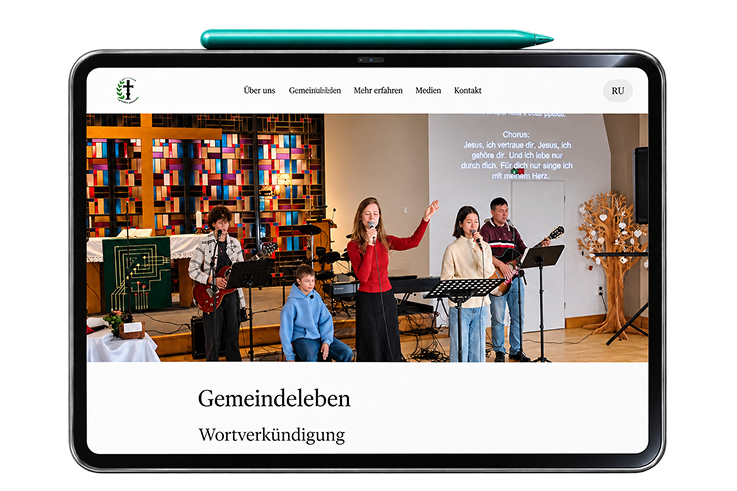 Über uns
Mehr erfahren
Medien
Kontakt
RU
Chorus:
Jesus, ich vertraue dir, Jesus, ich
gehöre dir. Und ich lebe nur
durch dich. Für dich nur singe ich
mit meinem Herz.
Gemeindeleben
Wortverkündigung